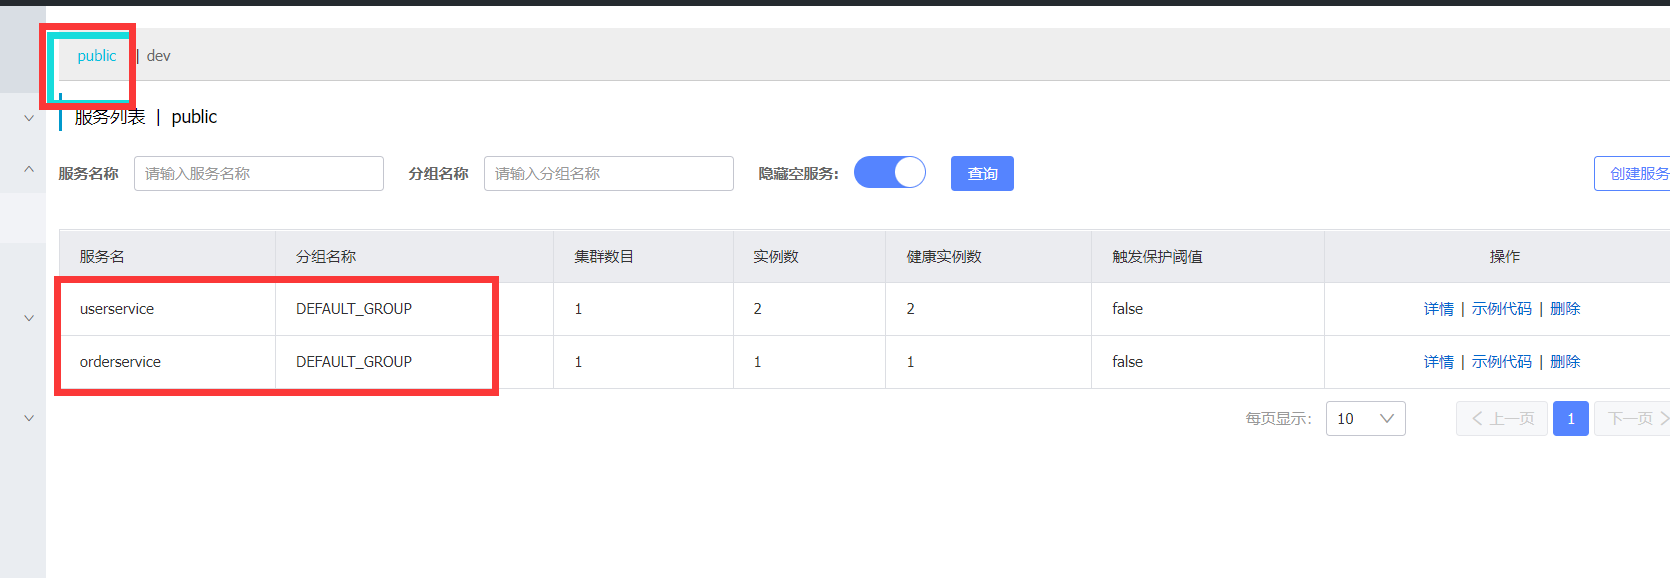 public | dev
服务列表 | public
服务名称 请输入服务名称 分组名称 请输入分组名称 隐藏空服务: 查询 创建服务
服务名 分组名称 集群数目 实例数 健康实例数 触发保护阈值 操作
userservice DEFAULT_GROUP 1 2 2 false 详情 | 示例代码 | 删除
orderservice DEFAULT_GROUP 1 1 1 false 详情 | 示例代码 | 删除
每页显示: 10 上一页 1 下一页